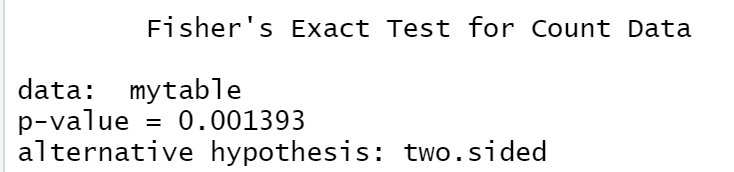 Fisher's Exact Test for Count Data
data: mytable
p-value = 0.001393
alternative hypothesis: two.sided